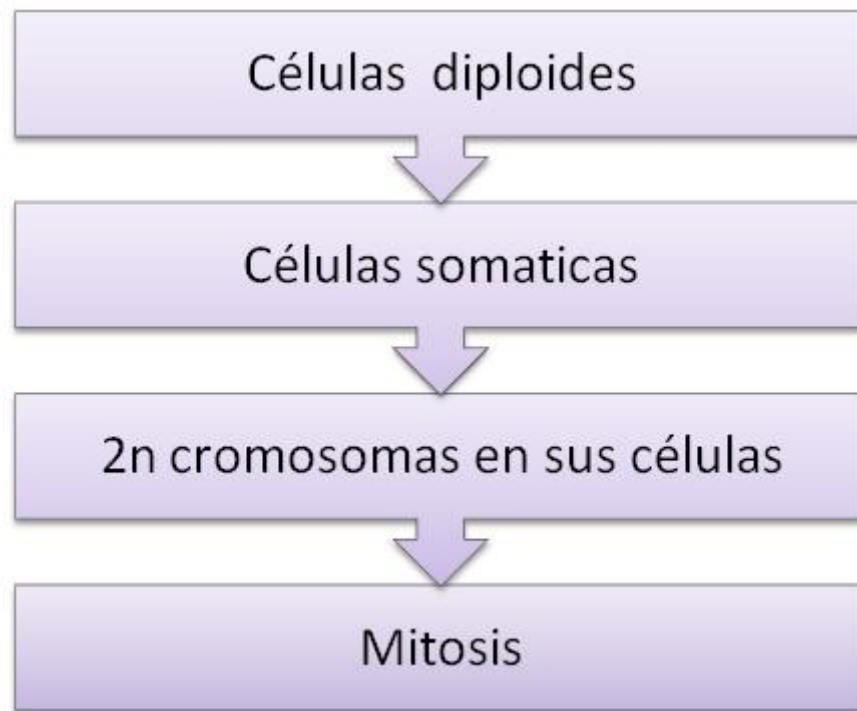 Células diploides
Células somaticas
2n cromosomas en sus células
Mitosis